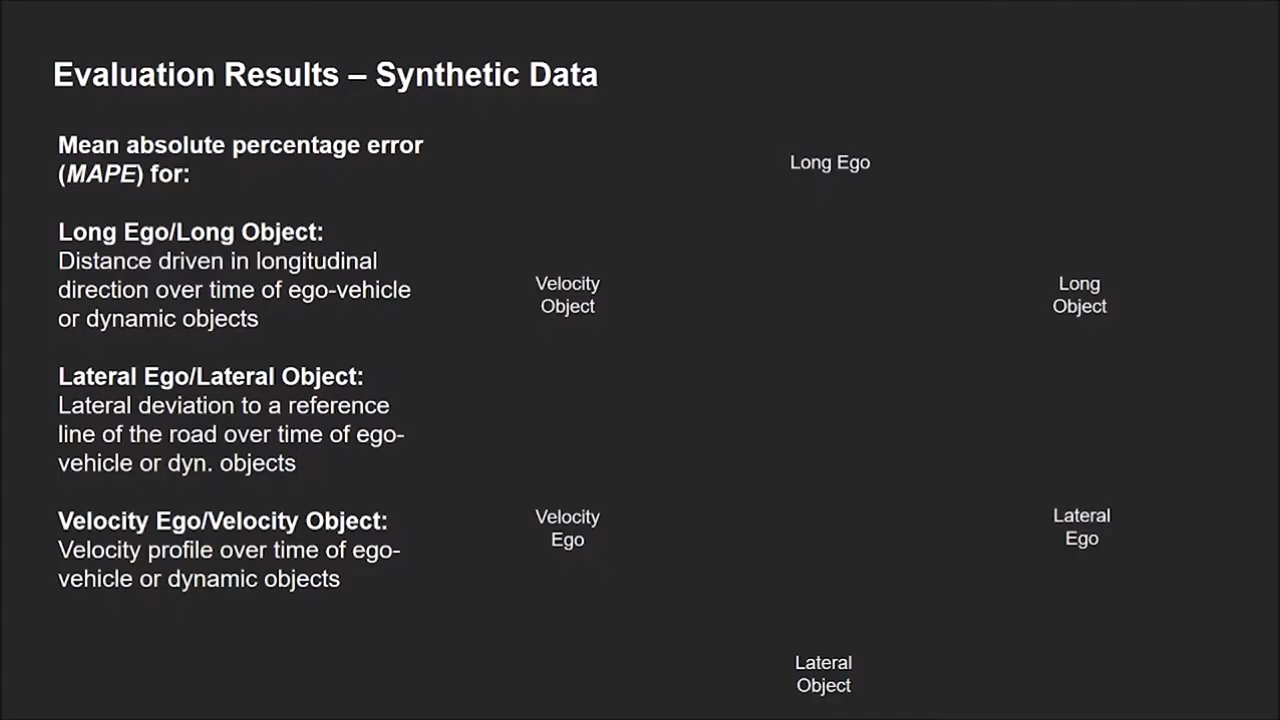 Evaluation Results – Synthetic Data
Mean absolute percentage error
(MAPE) for:
Long Ego/Long Object:
Distance driven in longitudinal
direction over time of ego-vehicle
or dynamic objects
Lateral Ego/Lateral Object:
Lateral deviation to a reference
line of the road over time of ego-
vehicle or dyn. objects
Velocity Ego/Velocity Object:
Velocity profile over time of ego-
vehicle or dynamic objects
Long Ego
Velocity
Object
Long
Object
Velocity
Ego
Lateral
Ego
Lateral
Object